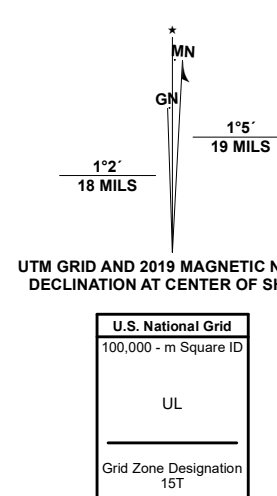 ★
MN
GN
1°5´
19 MILS
1°2´
18 MILS
UTM GRID AND 2019 MAGNETIC N
DECLINATION AT CENTER OF SH
U.S. National Grid
100,000 - m Square ID
UL
Grid Zone Designation
15T